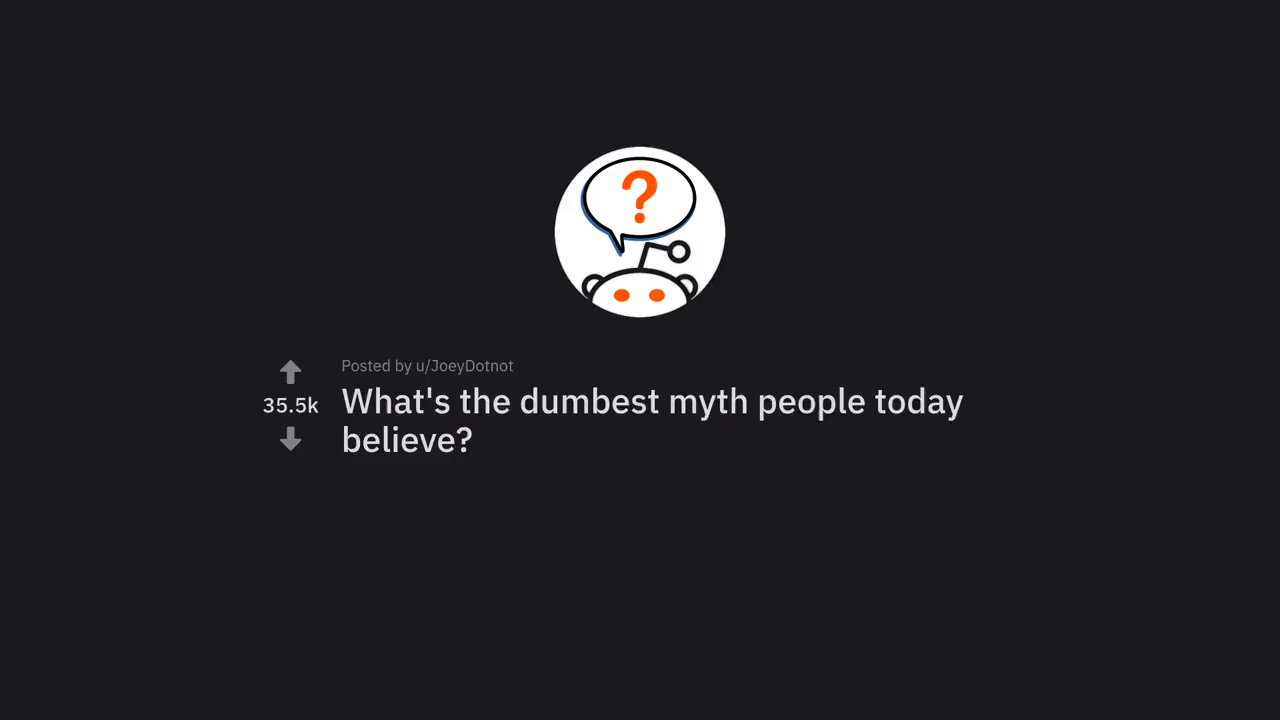 ?
Posted by u/JoeyDotnot
35.5k
What's the dumbest myth people today
believe?